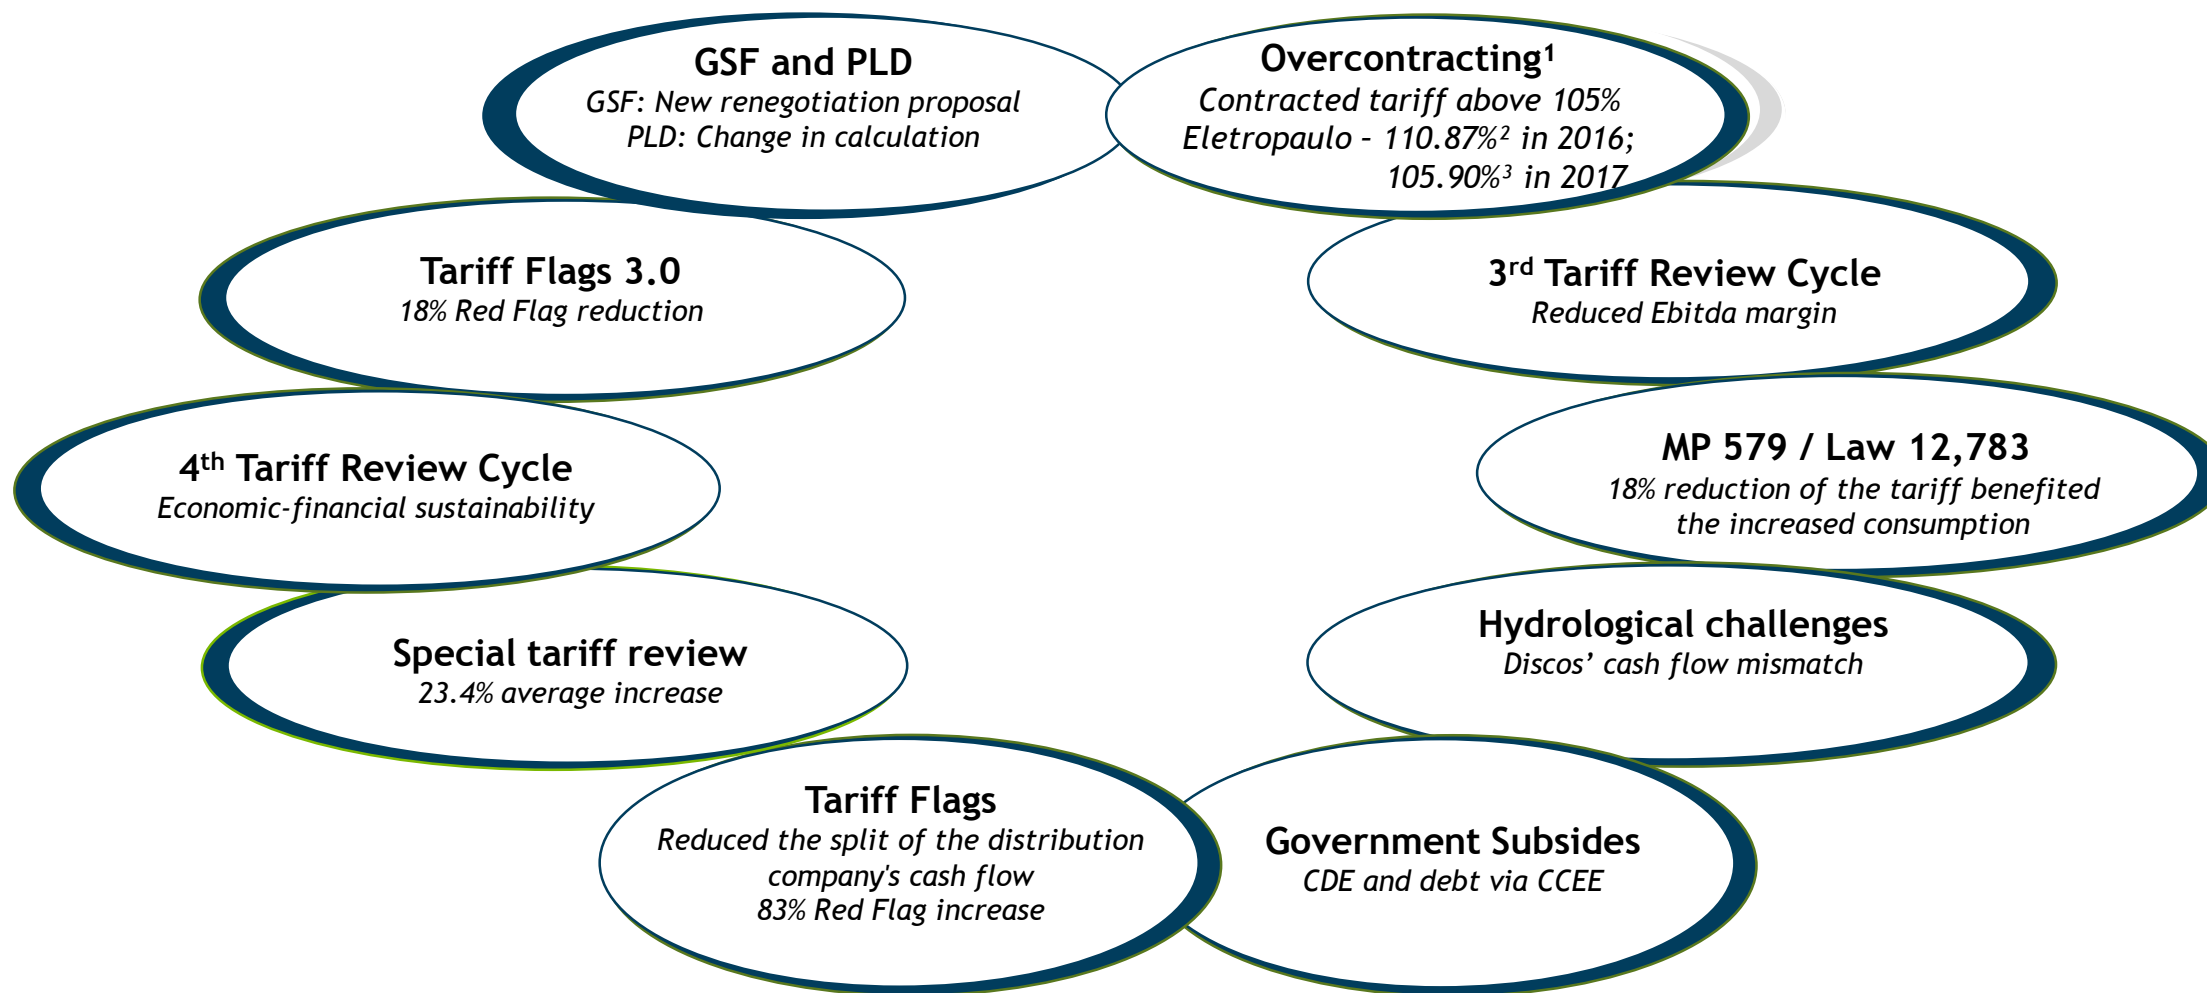 GSF and PLD
GSF: New renegotiation proposal
PLD: Change in calculation
Overcontracting¹
Contracted tariff above 105%
Eletropaulo – 110.87%² in 2016;
105.90%³ in 2017
Tariff Flags 3.0
18% Red Flag reduction
3rd Tariff Review Cycle
Reduced Ebitda margin
4th Tariff Review Cycle
Economic-financial sustainability
MP 579 / Law 12,783
18% reduction of the tariff benefited
the increased consumption
Special tariff review
23.4% average increase
Hydrological challenges
Discos’ cash flow mismatch
Tariff Flags
Reduced the split of the distribution
company's cash flow
83% Red Flag increase
Government Subsides
CDE and debt via CCEE